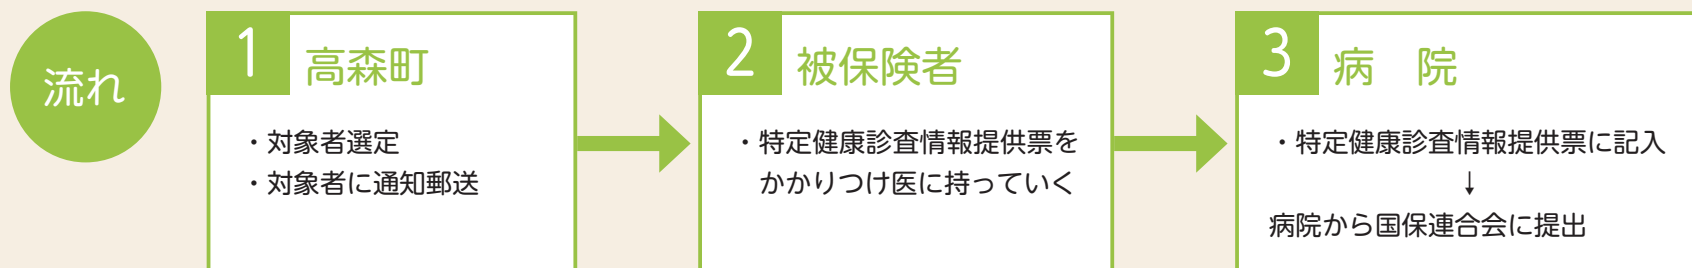 流れ
1 高森町
・対象者選定
・対象者に通知郵送
2 被保険者
・特定健康診査情報提供票を
かかりつけ医に持っていく
3 病　院
・特定健康診査情報提供票に記入
↓
病院から国保連合会に提出